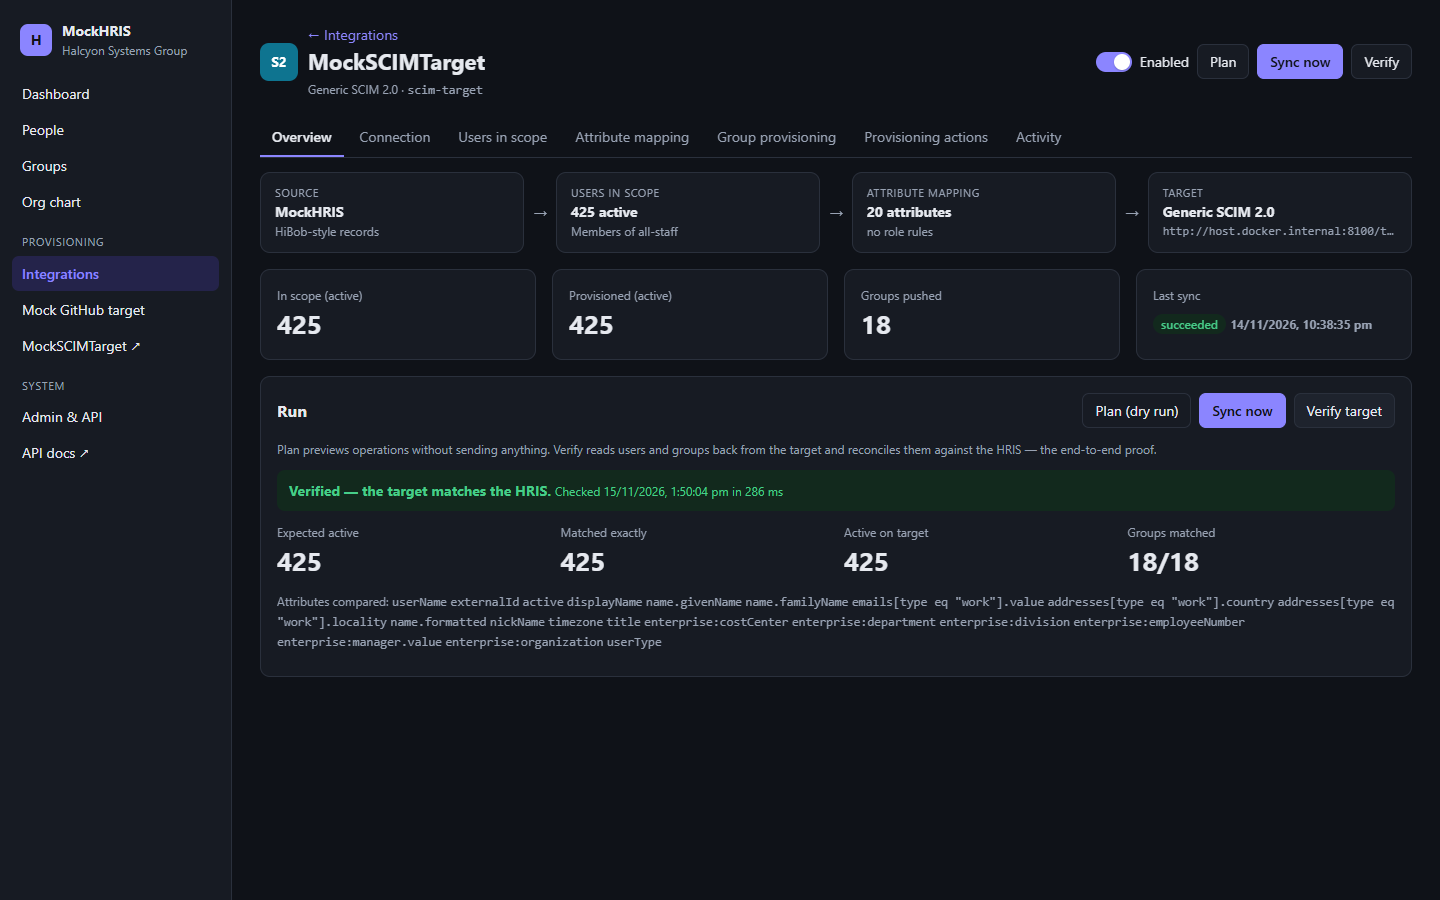 H
MockHRIS
Halcyon Systems Group
Dashboard
People
Groups
Org chart
PROVISIONING
Integrations
Mock GitHub target
MockSCIMTarget ↗
SYSTEM
Admin & API
API docs ↗
← Integrations
S2
MockSCIMTarget
Generic SCIM 2.0 · scim-target
Enabled
Plan
Sync now
Verify
Overview
Connection
Users in scope
Attribute mapping
Group provisioning
Provisioning actions
Activity
SOURCE
MockHRIS
HiBob-style records
→
USERS IN SCOPE
425 active
Members of all-staff
→
ATTRIBUTE MAPPING
20 attributes
no role rules
→
TARGET
Generic SCIM 2.0
http://host.docker.internal:8100/t…
In scope (active)
425
Provisioned (active)
425
Groups pushed
18
Last sync
succeeded 14/11/2026, 10:38:35 pm
Run
Plan (dry run)
Sync now
Verify target
Plan previews operations without sending anything. Verify reads users and groups back from the target and reconciles them against the HRIS — the end-to-end proof.
Verified — the target matches the HRIS. Checked 15/11/2026, 1:50:04 pm in 286 ms
Expected active
425
Matched exactly
425
Active on target
425
Groups matched
18/18
Attributes compared: userName externalId active displayName name.givenName name.familyName emails[type eq "work"].value addresses[type eq "work"].country addresses[type eq
"work"].locality name.formatted nickName timezone title enterprise:costCenter enterprise:department enterprise:division enterprise:employeeNumber
enterprise:manager.value enterprise:organization userType